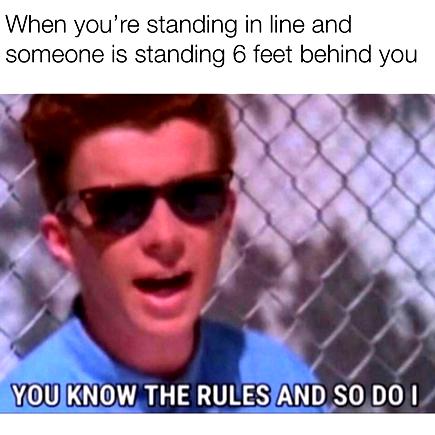 When you’re standing in line and
someone is standing 6 feet behind you
YOU KNOW THE RULES AND SO DO I